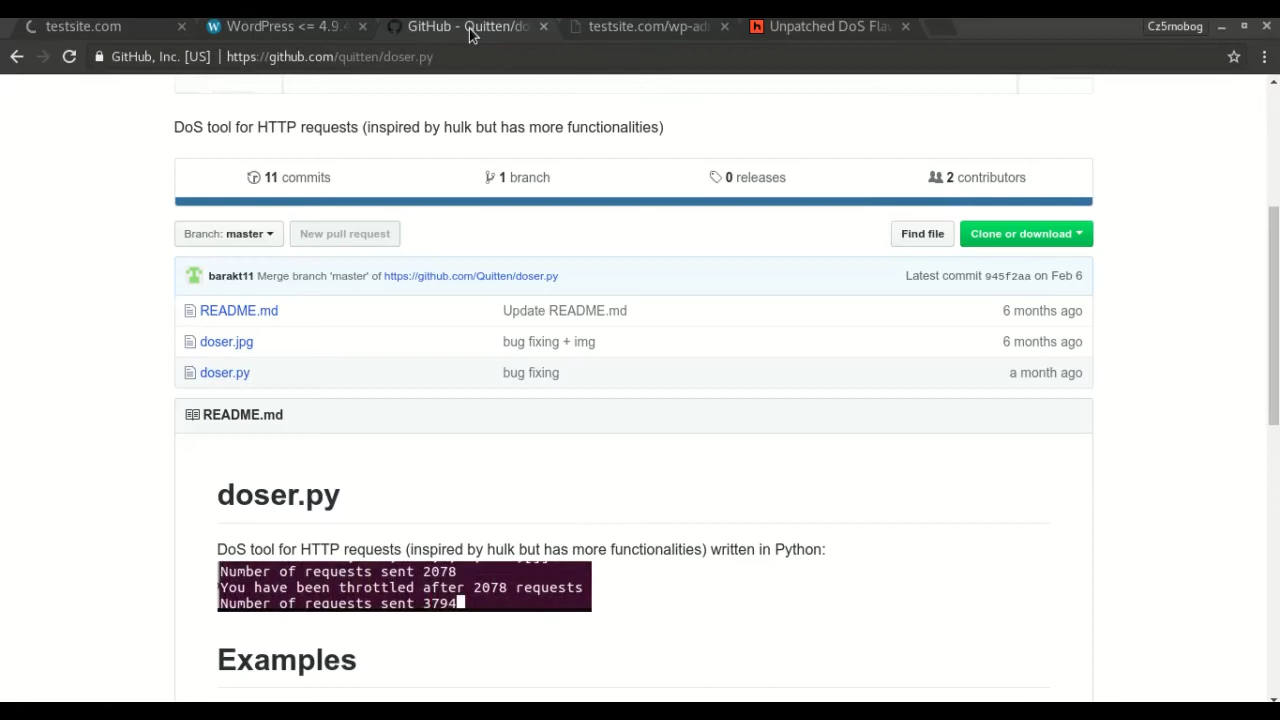 testsite.com
WordPress <= 4.9.
GitHub - Quitten/do
testsite.com/wp-adm
Unpatched DoS Flaw
Cz5mobog
GitHub, Inc. [US] | https://github.com/quitten/doser.py
DoS tool for HTTP requests (inspired by hulk but has more functionalities)
11 commits
1 branch
0 releases
2 contributors
Branch: master
New pull request
Find file
Clone or download
barakt11 Merge branch 'master' of https://github.com/Quitten/doser.py
Latest commit 945f2aa on Feb 6
README.md
Update README.md
6 months ago
doser.jpg
bug fixing + img
6 months ago
doser.py
bug fixing
a month ago
README.md
doser.py
DoS tool for HTTP requests (inspired by hulk but has more functionalities) written in Python:
Number of requests sent 2078
You have been throttled after 2078 requests
Number of requests sent 3794
Examples